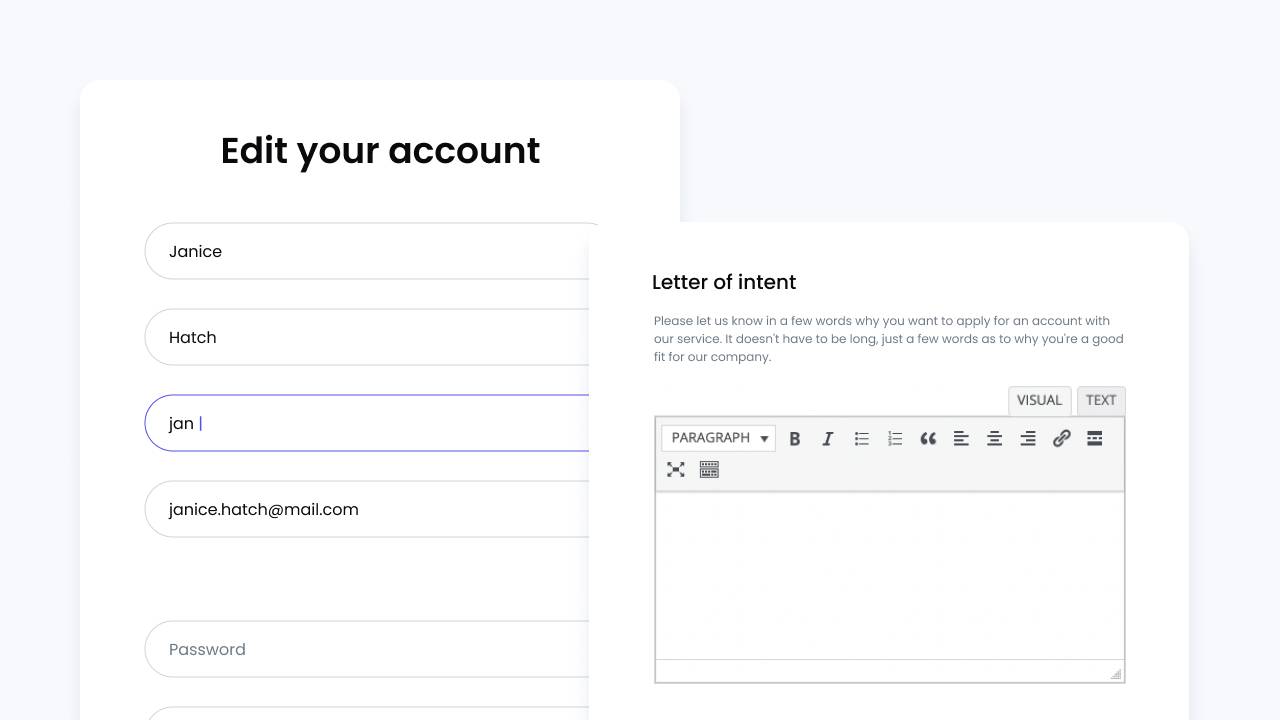 Edit your account
Janice
Hatch
jan
janice.hatch@mail.com
Password
Letter of intent
Please let us know in a few words why you want to apply for an account with
our service. It doesn't have to be long, just a few words as to why you're a good
fit for our company.
VISUAL TEXT
PARAGRAPH B I